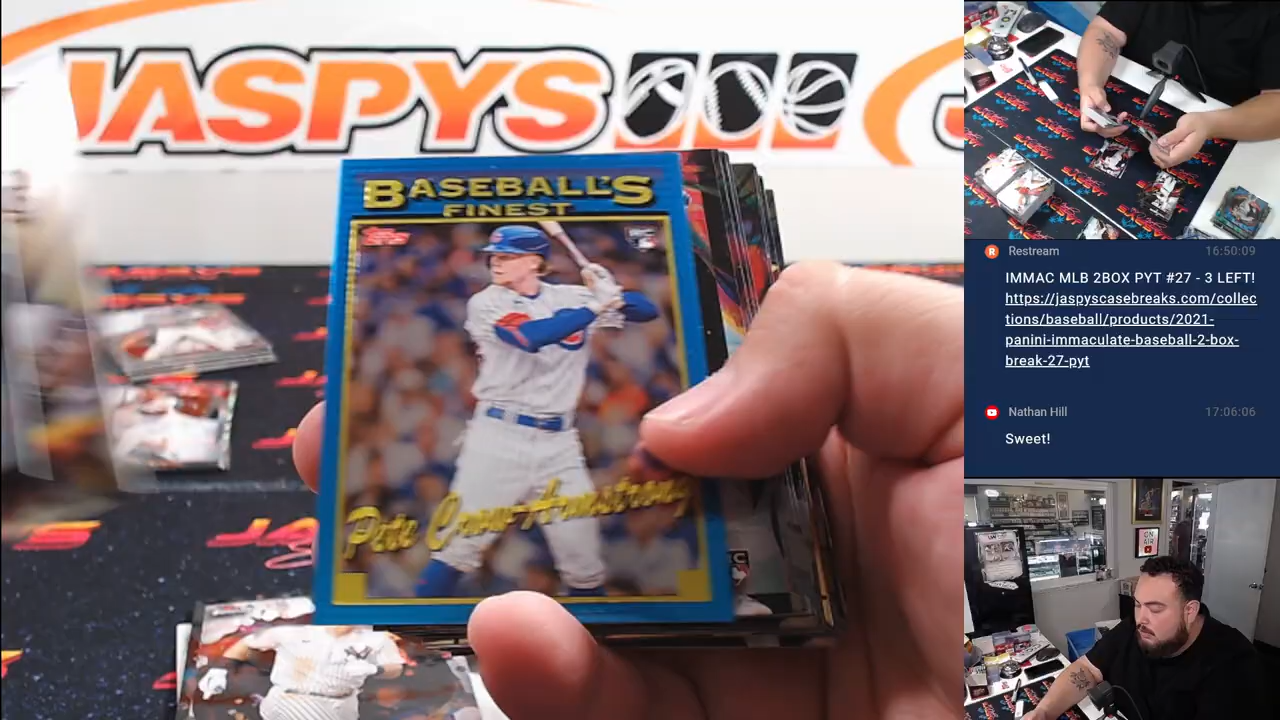 JASPYS
BASEBALL'S
FINEST
Topps
RC
Pete Crow-Armstrong
Restream 16:50:09
IMMAC MLB 2BOX PYT #27 - 3 LEFT!
https://jaspyscasebreaks.com/collec
tions/baseball/products/2021-
panini-immaculate-baseball-2-box-
break-27-pyt
Nathan Hill 17:06:06
Sweet!
ON
AIR